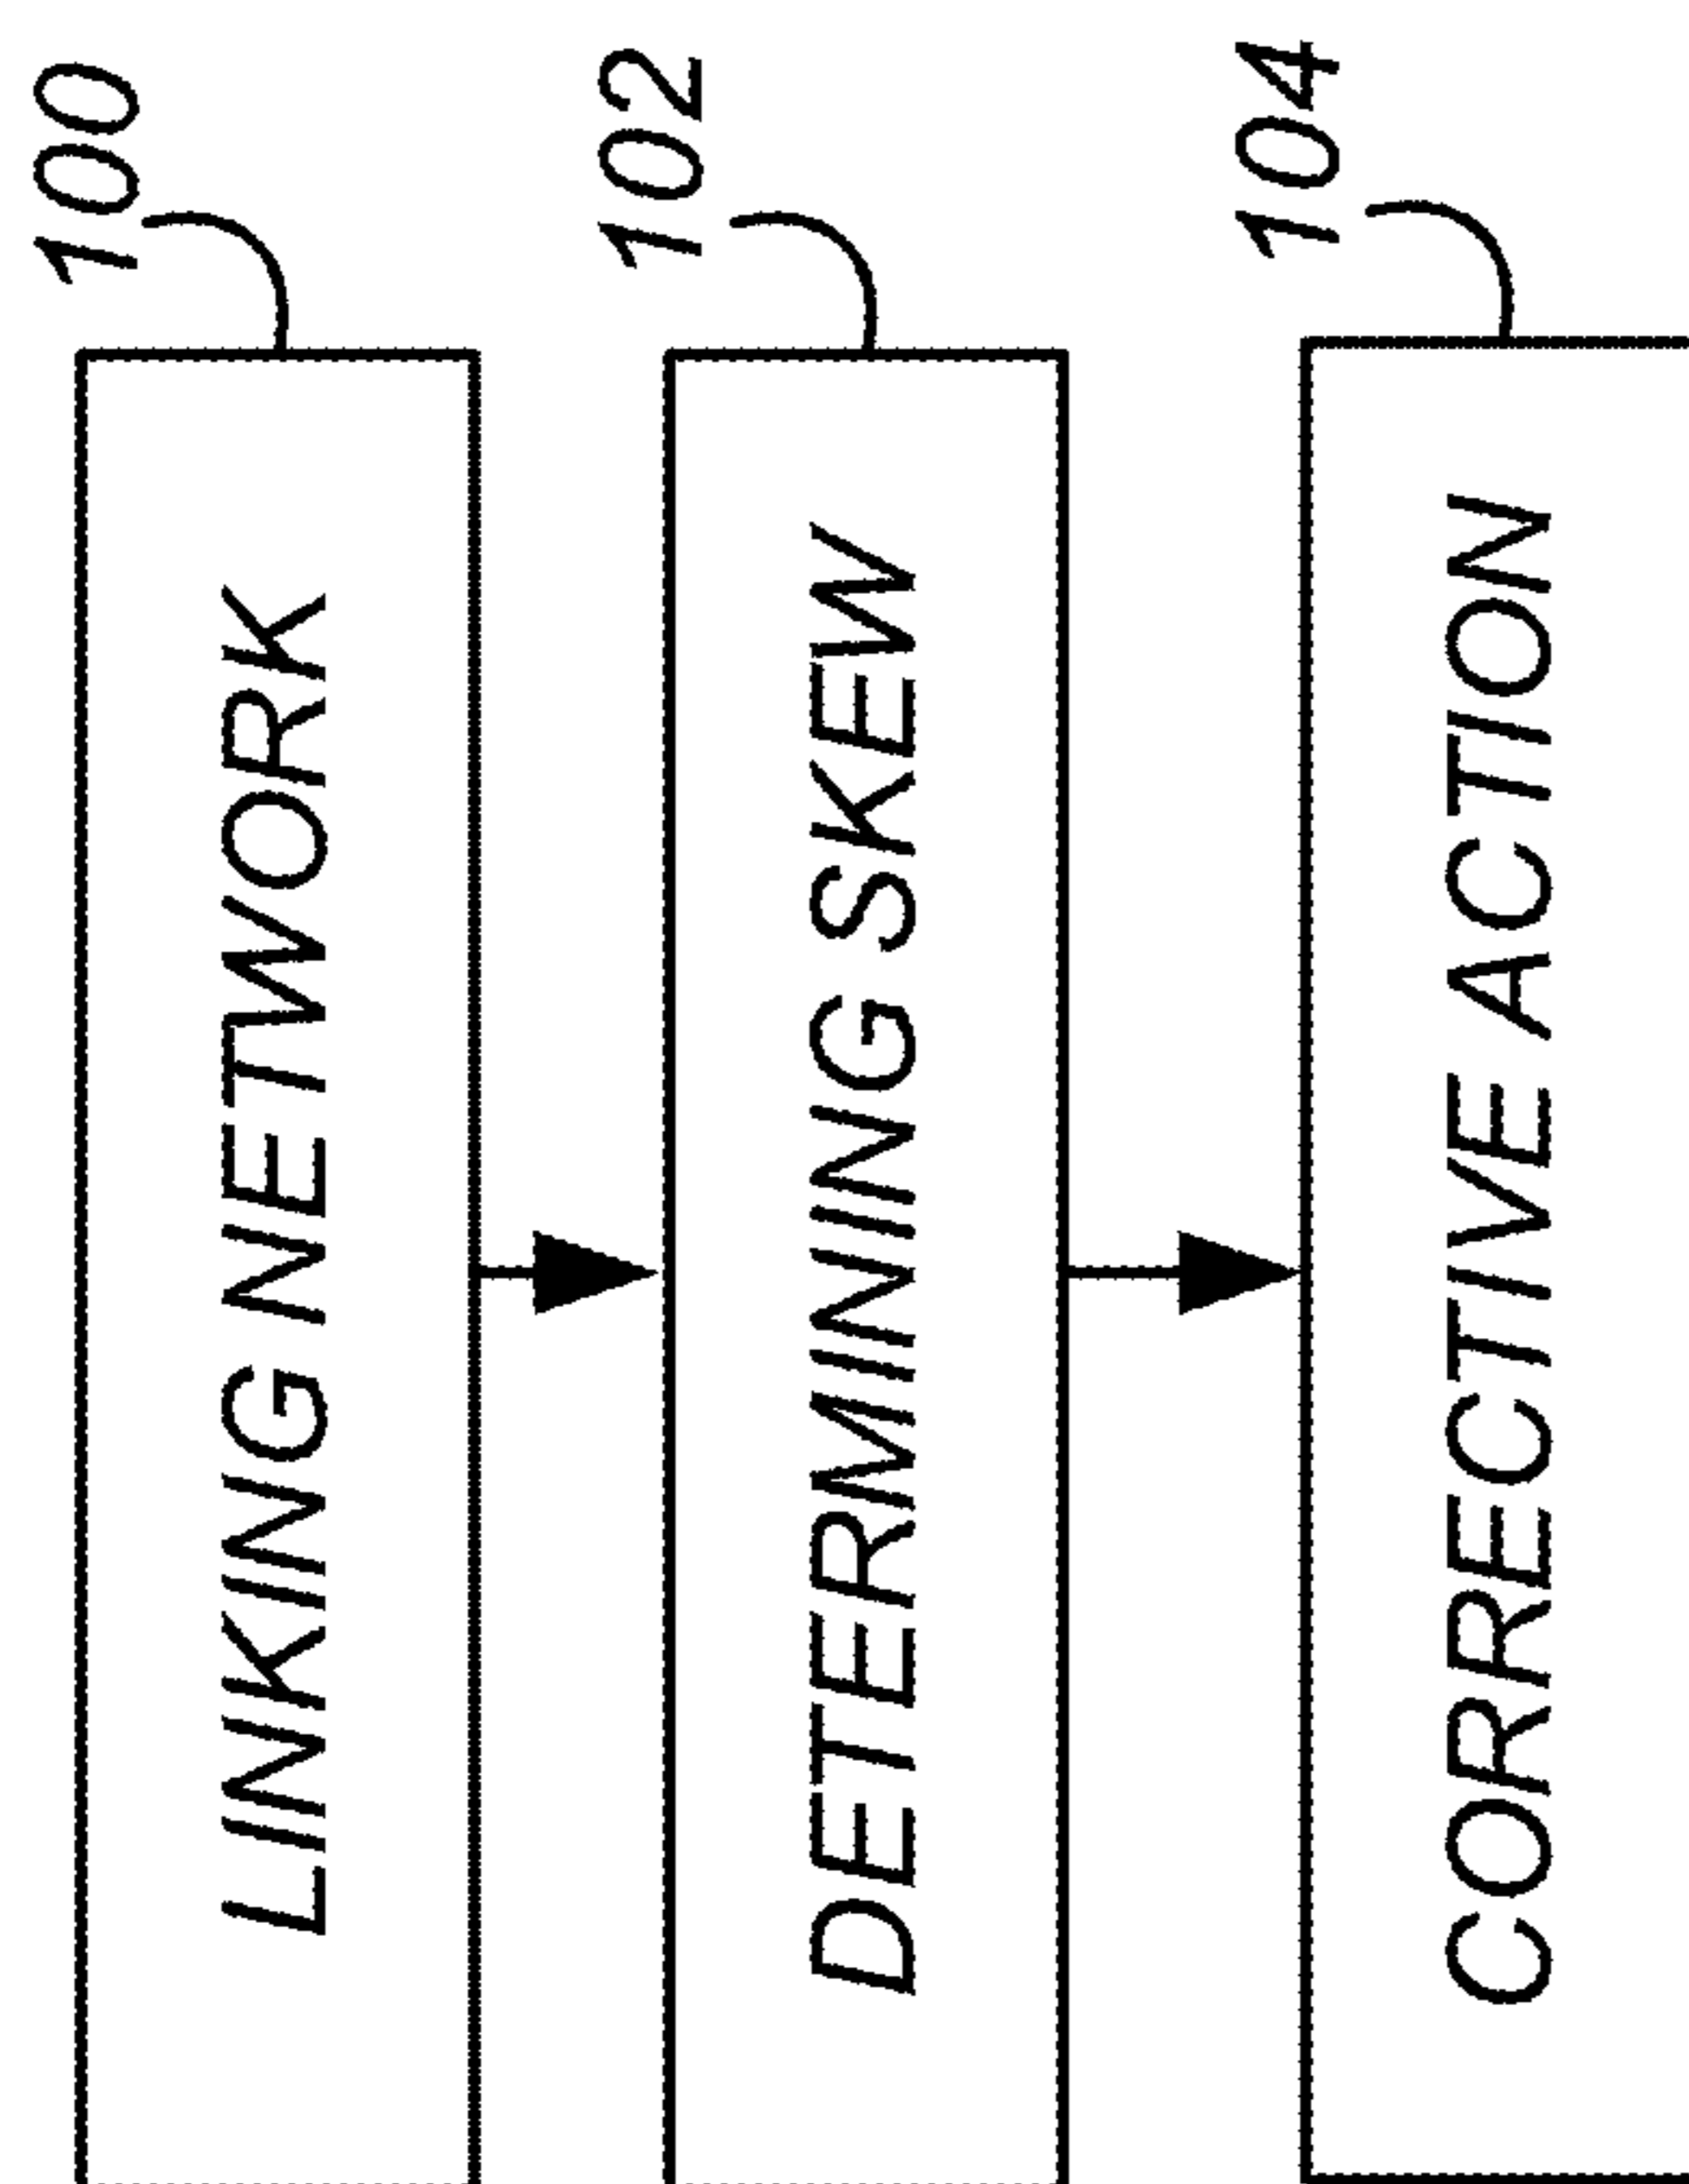 100
LINKING NETWORK
102
DETERMINING SKEW
104
CORRECTIVE ACTION